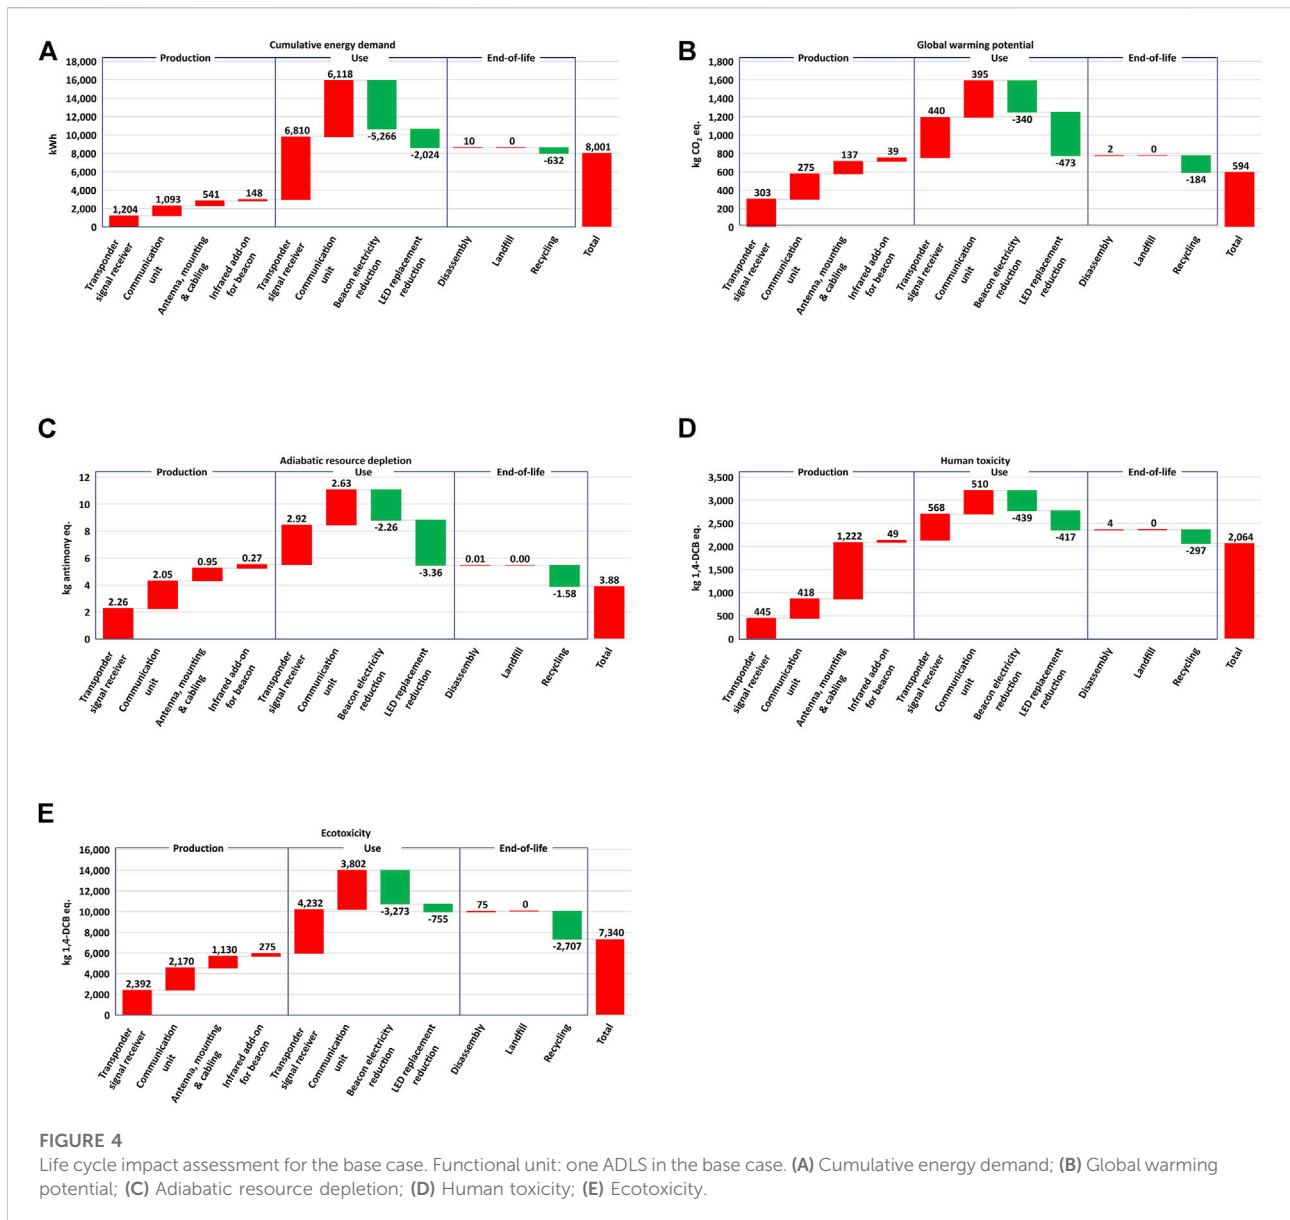 A
Cumulative energy demand
Production
Use
End-of-life
18,000
16,000
14,000
12,000
10,000
8,000
6,000
4,000
2,000
0
kWh
1,204
1,093
541
148
6,810
6,118
-5,266
-2,024
10
0
-632
8,001
Transponder
signal receiver
Communication
unit
Antenna, mounting
& cabling
Infrared add-on
for beacon
Transponder
signal receiver
Communication
unit
Beacon electricity
reduction
LED replacement
reduction
Disassembly
Landfill
Recycling
Total
B
Global warming potential
Production
Use
End-of-life
1,800
1,600
1,400
1,200
1,000
800
600
400
200
0
kg CO₂ eq.
303
275
137
39
440
395
-340
-473
2
0
-184
594
Transponder
signal receiver
Communication
unit
Antenna, mounting
& cabling
Infrared add-on
for beacon
Transponder
signal receiver
Communication
unit
Beacon electricity
reduction
LED replacement
reduction
Disassembly
Landfill
Recycling
Total
C
Adiabatic resource depletion
Production
Use
End-of-life
12
10
8
6
4
2
0
kg antimony eq.
2.26
2.05
0.95
0.27
2.92
2.63
-2.26
-3.36
0.01
0.00
-1.58
3.88
Transponder
signal receiver
Communication
unit
Antenna, mounting
& cabling
Infrared add-on
for beacon
Transponder
signal receiver
Communication
unit
Beacon electricity
reduction
LED replacement
reduction
Disassembly
Landfill
Recycling
Total
D
Human toxicity
Production
Use
End-of-life
3,500
3,000
2,500
2,000
1,500
1,000
500
0
kg 1,4-DCB eq.
445
418
1,222
49
568
510
-439
-417
4
0
-297
2,064
Transponder
signal receiver
Communication
unit
Antenna, mounting
& cabling
Infrared add-on
for beacon
Transponder
signal receiver
Communication
unit
Beacon electricity
reduction
LED replacement
reduction
Disassembly
Landfill
Recycling
Total
E
Ecotoxicity
Production
Use
End-of-life
16,000
14,000
12,000
10,000
8,000
6,000
4,000
2,000
0
kg 1,4-DCB eq.
2,392
2,170
1,130
275
4,232
3,802
-3,273
-755
75
0
-2,707
7,340
Transponder
signal receiver
Communication
unit
Antenna, mounting
& cabling
Infrared add-on
for beacon
Transponder
signal receiver
Communication
unit
Beacon electricity
reduction
LED replacement
reduction
Disassembly
Landfill
Recycling
Total
FIGURE 4
Life cycle impact assessment for the base case. Functional unit: one ADLS in the base case. (A) Cumulative energy demand; (B) Global warming
potential; (C) Adiabatic resource depletion; (D) Human toxicity; (E) Ecotoxicity.